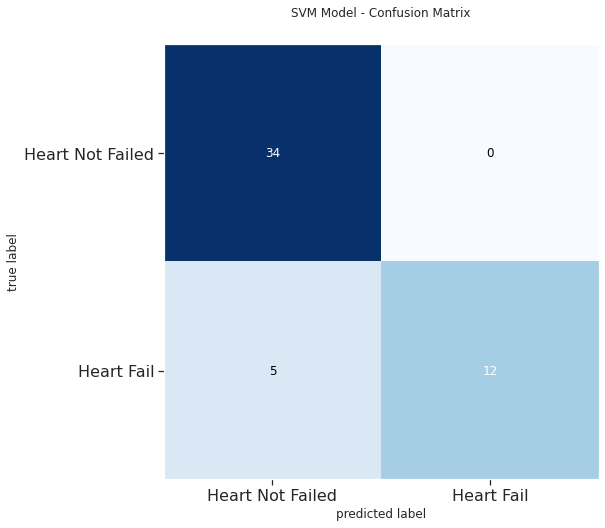 SVM Model - Confusion Matrix
Heart Not Failed
34
0
true label
Heart Fail
5
12
Heart Not Failed
Heart Fail
predicted label